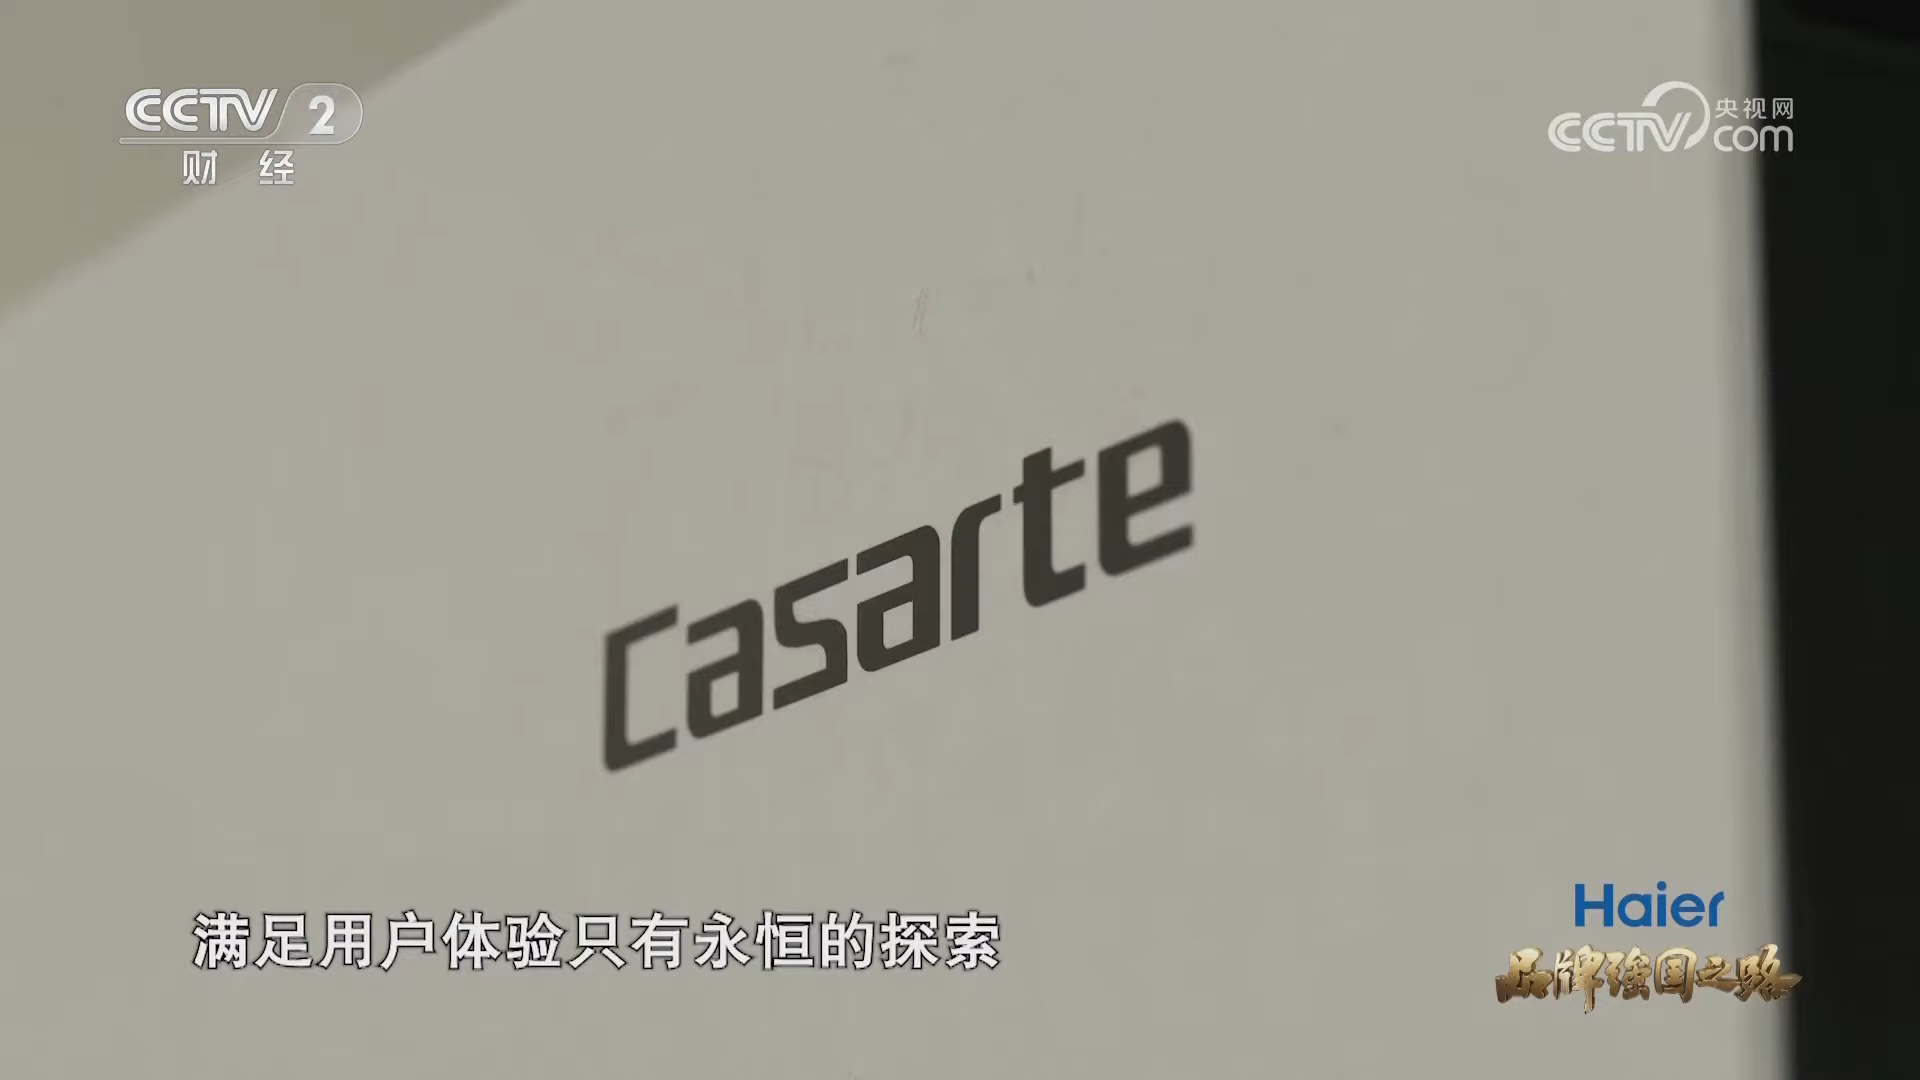 CCTV 2
财经
央视网
CCTV com
Casarte
Haier
满足用户体验只有永恒的探索
品牌强国之路